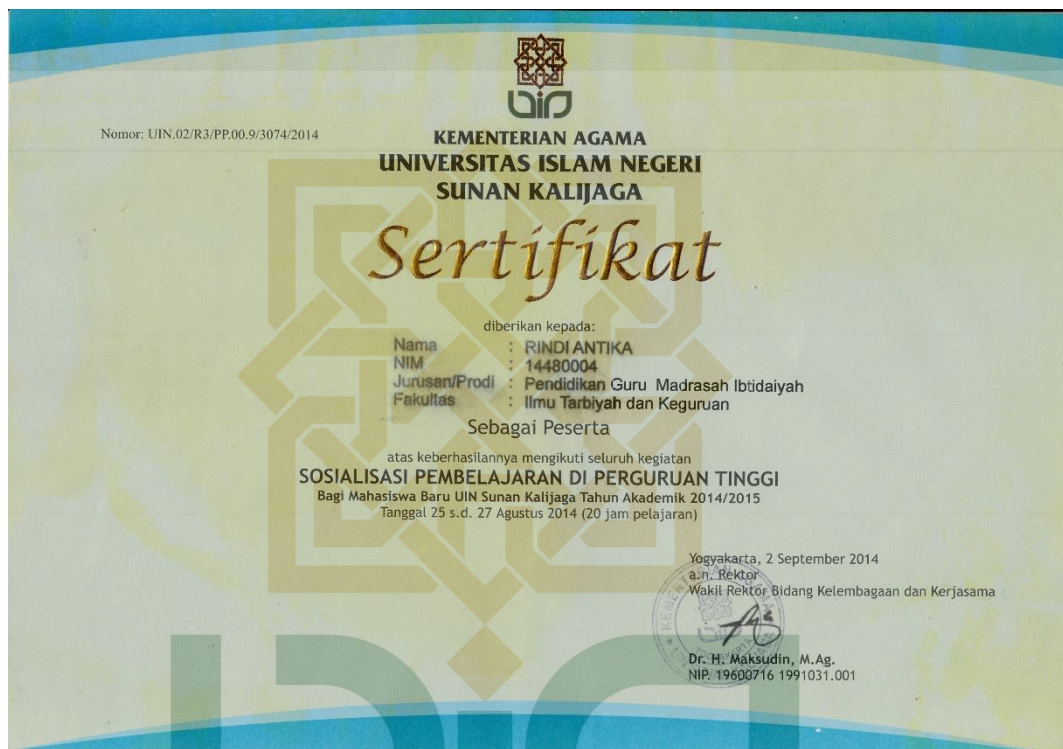 uin
Nomor: UIN.02/R3/PP.00.9/3074/2014
KEMENTERIAN AGAMA
UNIVERSITAS ISLAM NEGERI
SUNAN KALIJAGA
Sertifikat
diberikan kepada:
Nama : RINDI ANTIKA
NIM : 14480004
Jurusan/Prodi : Pendidikan Guru Madrasah Ibtidaiyah
Fakultas : Ilmu Tarbiyah dan Keguruan
Sebagai Peserta
atas keberhasilannya mengikuti seluruh kegiatan
SOSIALISASI PEMBELAJARAN DI PERGURUAN TINGGI
Bagi Mahasiswa Baru UIN Sunan Kalijaga Tahun Akademik 2014/2015
Tanggal 25 s.d. 27 Agustus 2014 (20 jam pelajaran)
Yogyakarta, 2 September 2014
a.n. Rektor
Wakil Rektor Bidang Kelembagaan dan Kerjasama
KEMENTERIAN AGAMA
Dr. H. Maksudin, M.Ag.
NIP. 19600716 1991031.001